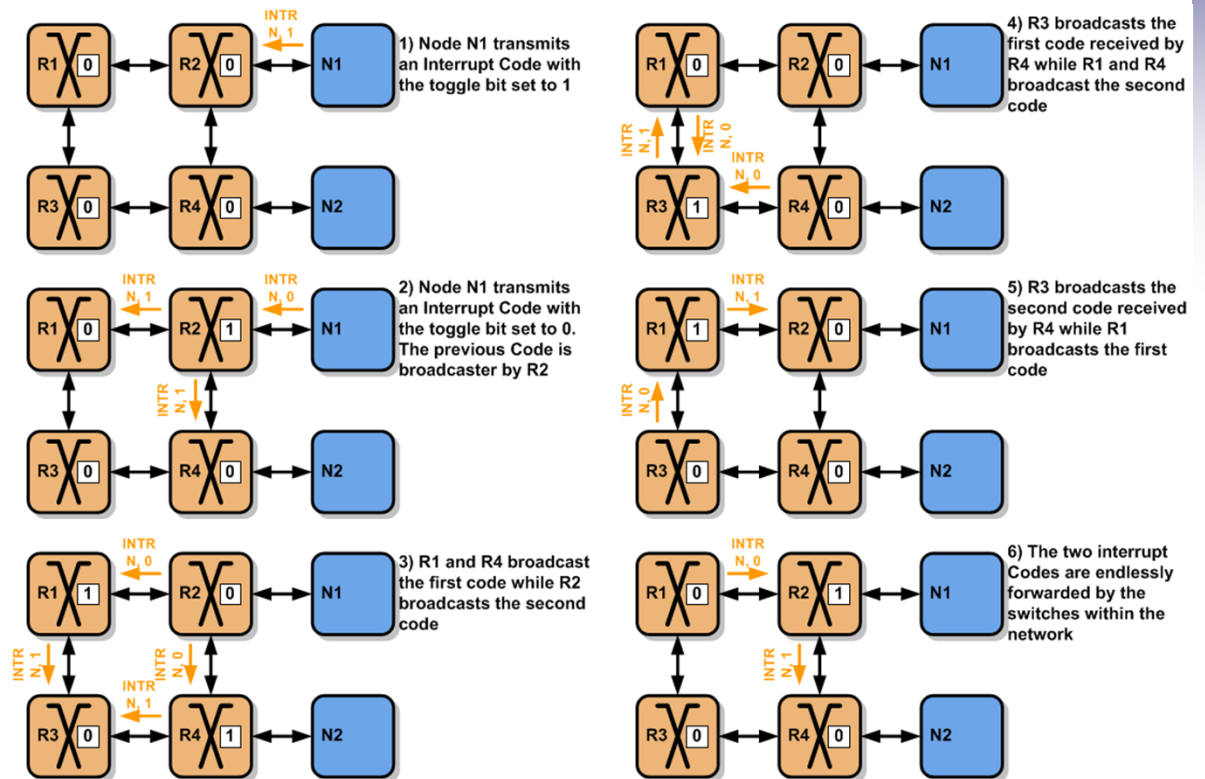 INTR
N, 1
R1
0
R2
0
N1
1) Node N1 transmits
an Interrupt Code with
the toggle bit set to 1
R3
0
R4
0
N2
INTR
N, 1
INTR
N, 0
R1
0
R2
1
N1
2) Node N1 transmits
an Interrupt Code with
the toggle bit set to 0.
The previous Code is
broadcaster by R2
INTR
N, 1
R3
0
R4
0
N2
INTR
N, 0
R1
1
R2
0
N1
3) R1 and R4 broadcast
the first code while R2
broadcasts the second
code
INTR
N, 1
INTR
N, 0
INTR
N, 1
R3
0
R4
1
N2
R1
0
R2
0
N1
4) R3 broadcasts the
first code received by
R4 while R1 and R4
broadcast the second
code
INTR
N, 1
INTR
N, 0
INTR
N, 0
R3
1
R4
0
N2
INTR
N, 1
R1
1
R2
0
N1
5) R3 broadcasts the
second code received
by R4 while R1
broadcasts the first
code
INTR
N, 0
R3
0
R4
0
N2
INTR
N, 0
R1
0
R2
1
N1
6) The two interrupt
Codes are endlessly
forwarded by the
switches within the
network
INTR
N, 1
R3
0
R4
0
N2